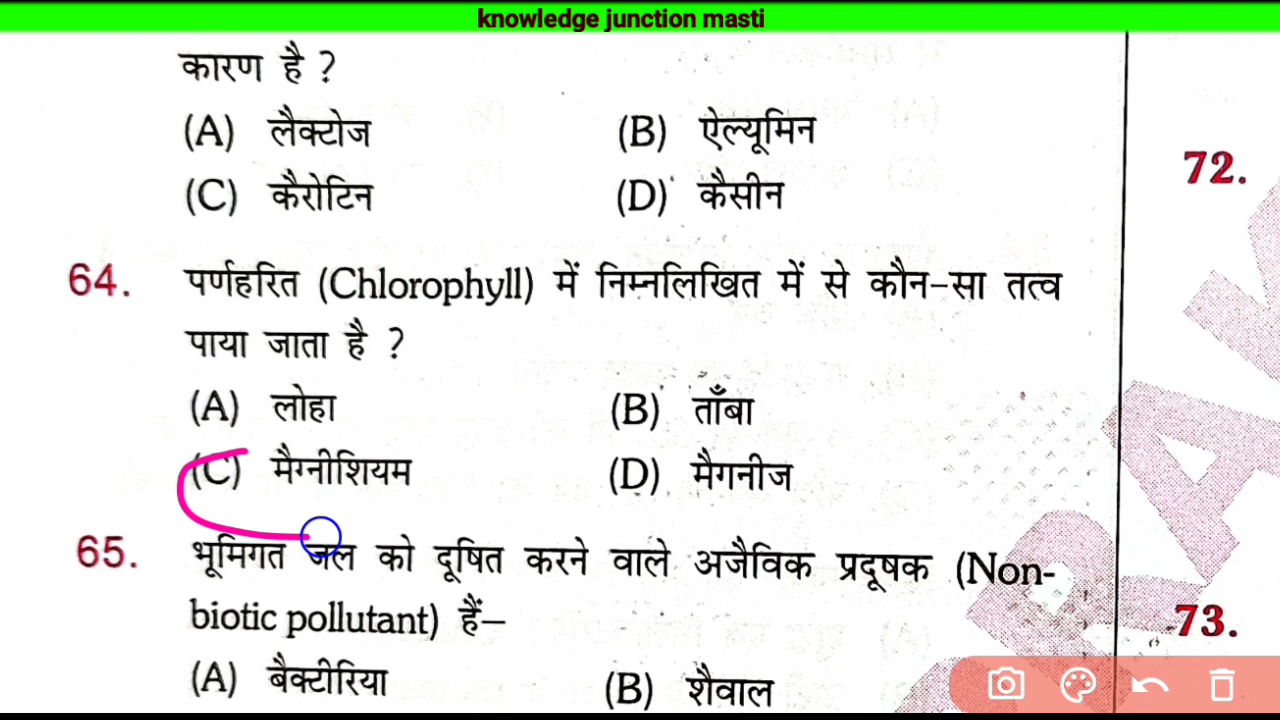 knowledge junction masti
कारण है ?
(A) लैक्टोज (B) ऐल्यूमिन
(C) कैरोटिन (D) कैसीन
64. पर्णहरित (Chlorophyll) में निम्नलिखित में से कौन-सा तत्व
पाया जाता है ?
(A) लोहा (B) ताँबा
(C) मैग्नीशियम (D) मैगनीज
65. भूमिगत जल को दूषित करने वाले अजैविक प्रदूषक (Non-
biotic pollutant) हैं–
(A) बैक्टीरिया (B) शैवाल
72.
73.